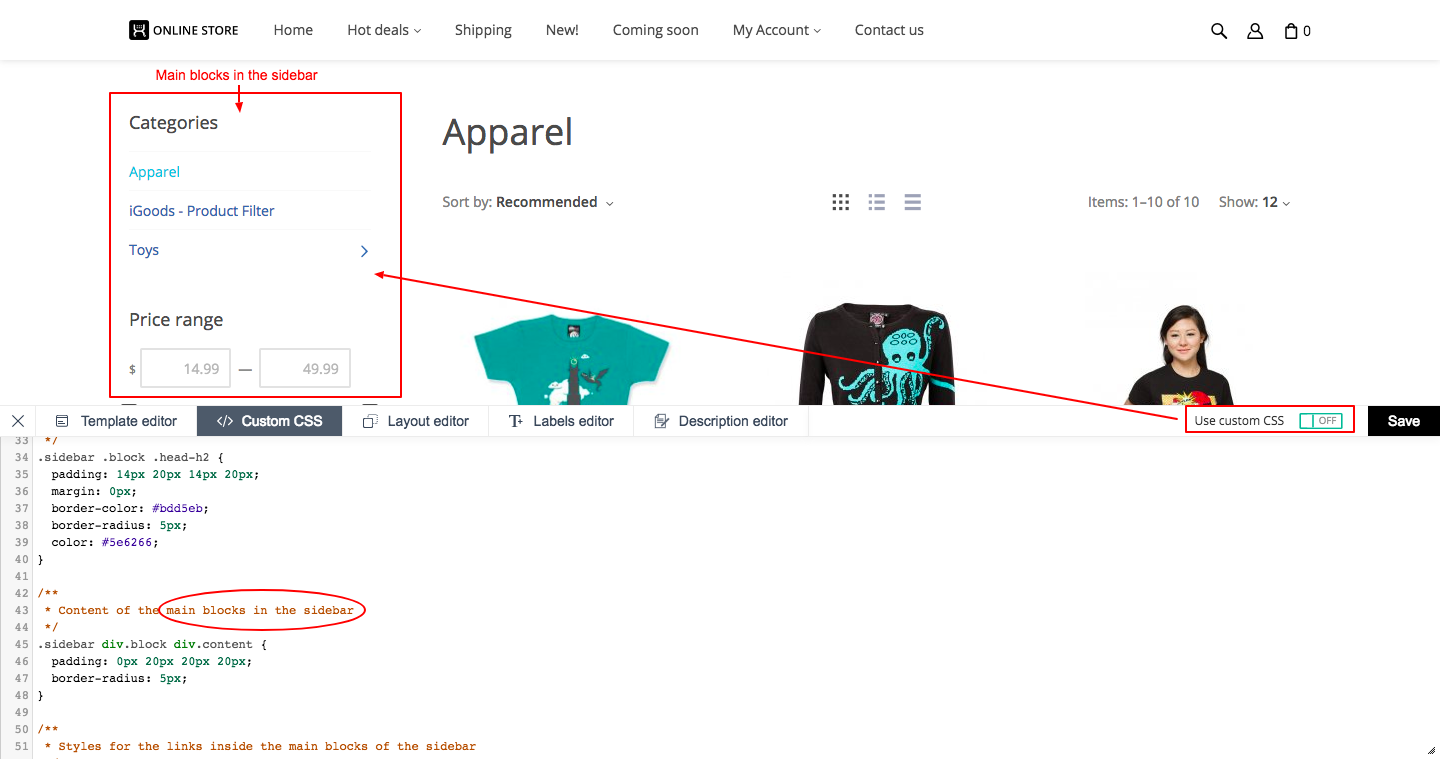 ONLINE STORE Home Hot deals Shipping New! Coming soon My Account Contact us 0
Main blocks in the sidebar
Categories
Apparel
iGoods - Product Filter
Toys
Price range
$ 14.99 — 49.99
Apparel
Sort by: Recommended Items: 1–10 of 10 Show: 12
Template editor </> Custom CSS Layout editor Labels editor Description editor Use custom CSS OFF Save
33 */
34 .sidebar .block .head-h2 {
35 padding: 14px 20px 14px 20px;
36 margin: 0px;
37 border-color: #bdd5eb;
38 border-radius: 5px;
39 color: #5e6266;
40 }
41
42 /**
43 * Content of the main blocks in the sidebar
44 */
45 .sidebar div.block div.content {
46 padding: 0px 20px 20px 20px;
47 border-radius: 5px;
48 }
49
50 /**
51 * Styles for the links inside the main blocks of the sidebar